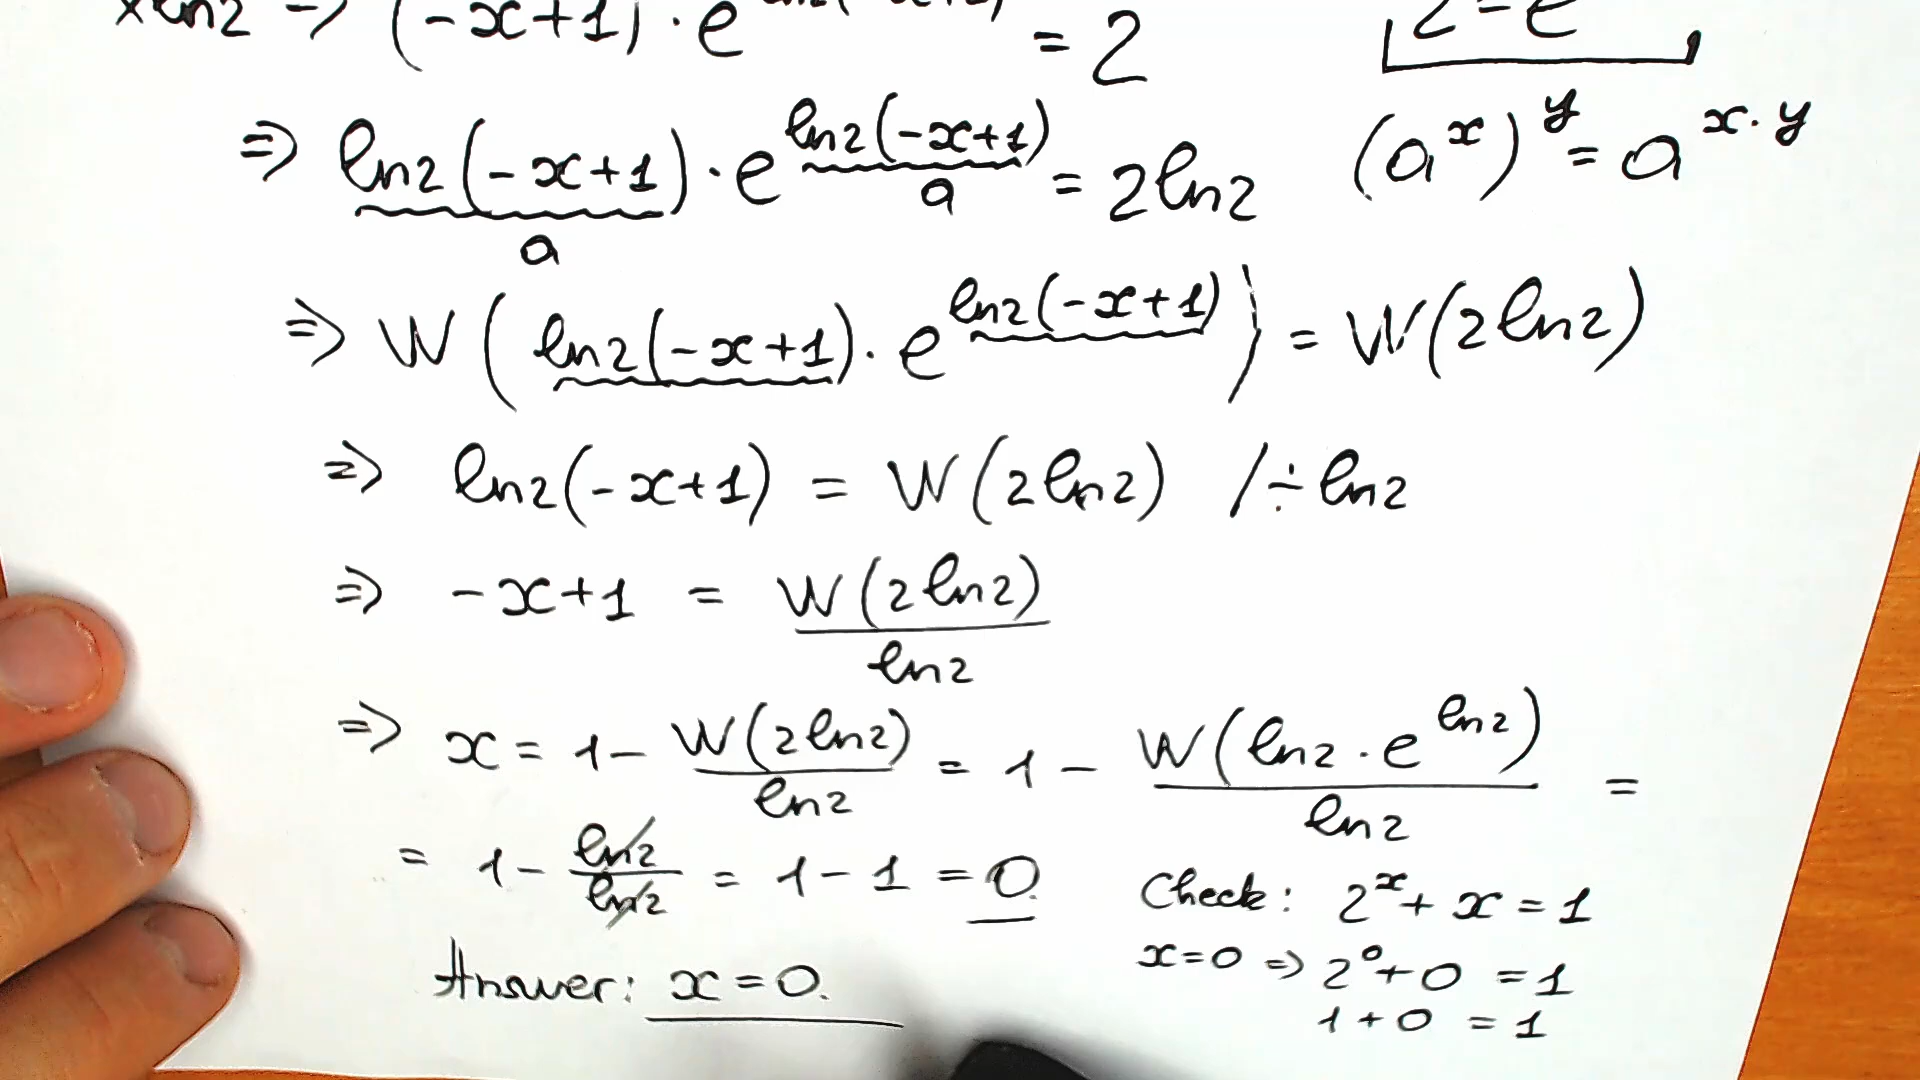 xln2 => (-x+1) · e = 2
2 = e
=> ln2(-x+1) · e^(ln2(-x+1)) = 2ln2
a a
(a^x)^y = a^(x·y)
=> W(ln2(-x+1) · e^(ln2(-x+1))) = W(2ln2)
=> ln2(-x+1) = W(2ln2) /÷ln2
=> -x+1 = W(2ln2)/ln2
=> x = 1 - W(2ln2)/ln2 = 1 - W(ln2 · e^(ln2))/ln2 =
= 1 - ln2/ln2 = 1 - 1 = 0.
Answer: x = 0.
Check: 2^x + x = 1
x=0 => 2^0 + 0 = 1
1 + 0 = 1